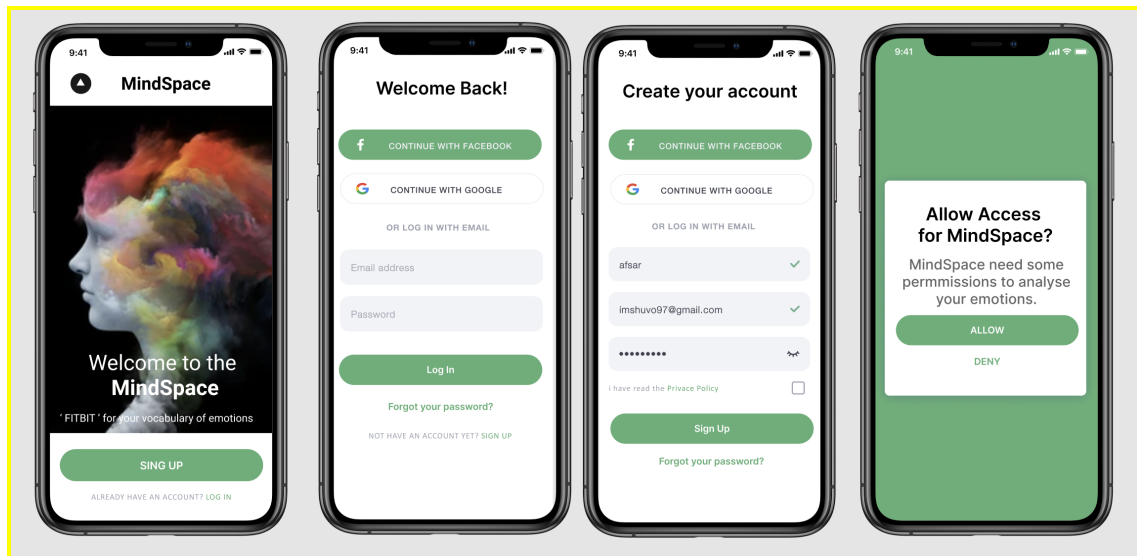 9:41
MindSpace
Welcome to the
MindSpace
‘ FITBIT ‘ for your vocabulary of emotions
SING UP
ALREADY HAVE AN ACCOUNT? LOG IN
9:41
Welcome Back!
f CONTINUE WITH FACEBOOK
G CONTINUE WITH GOOGLE
OR LOG IN WITH EMAIL
Email address
Password
Log In
Forgot your password?
NOT HAVE AN ACCOUNT YET? SIGN UP
9:41
Create your account
f CONTINUE WITH FACEBOOK
G CONTINUE WITH GOOGLE
OR LOG IN WITH EMAIL
afsar
imshuvo97@gmail.com
•••••••••
i have read the Privace Policy
Sign Up
Forgot your password?
9:41
Allow Access
for MindSpace?
MindSpace need some
permmissions to analyse
your emotions.
ALLOW
DENY